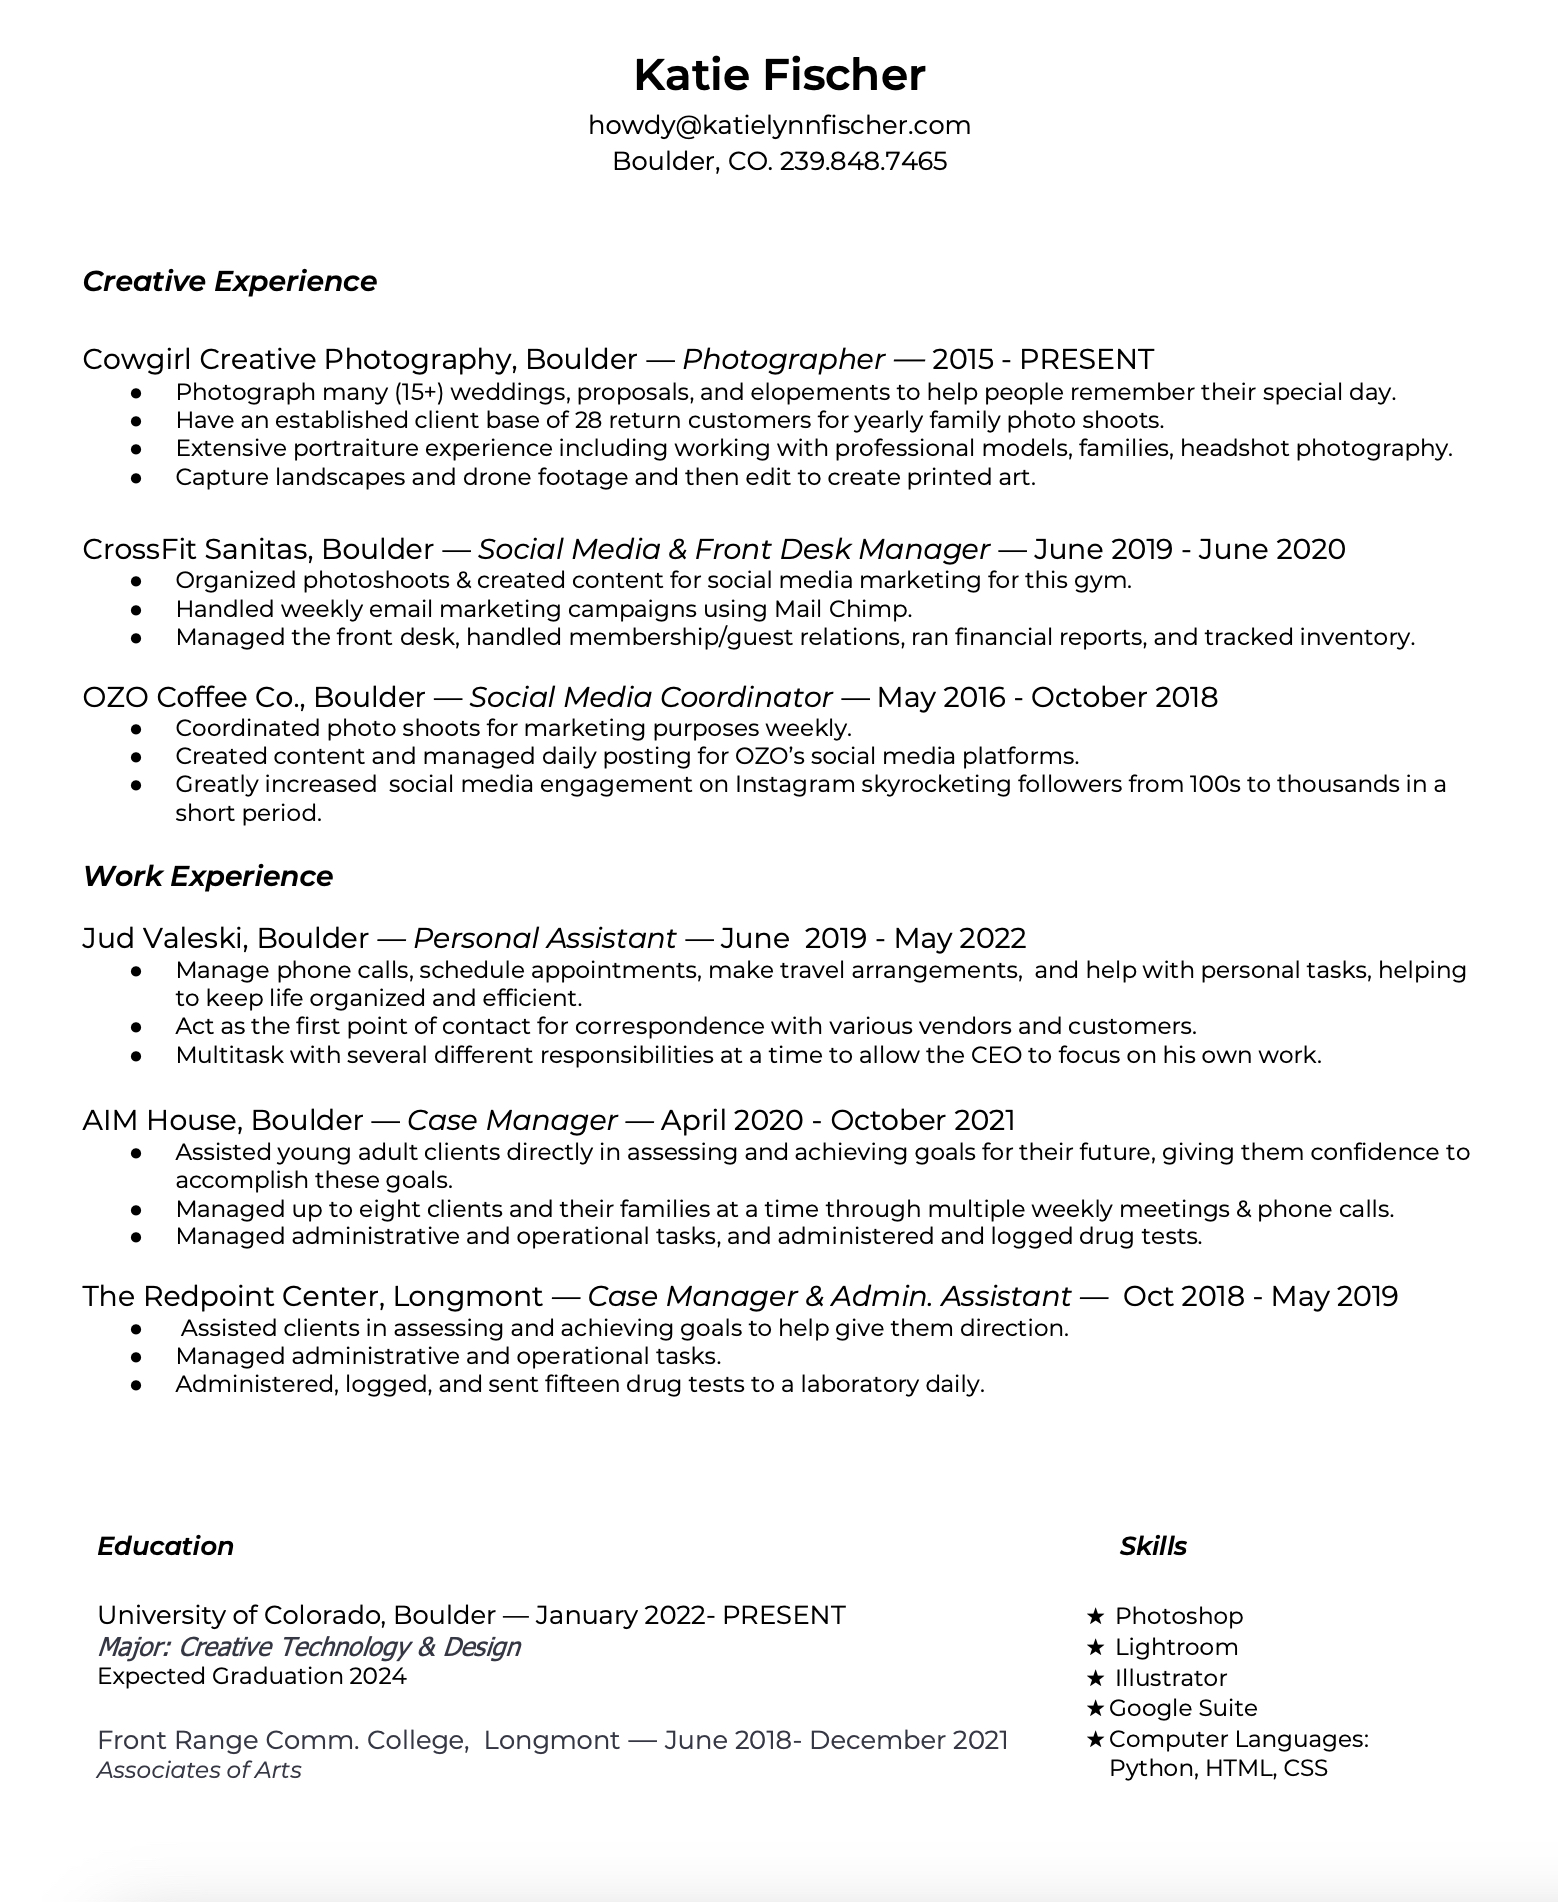 Katie Fischer
howdy@katielynnfischer.com
Boulder, CO. 239.848.7465
Creative Experience
Cowgirl Creative Photography, Boulder — Photographer — 2015 - PRESENT
● Photograph many (15+) weddings, proposals, and elopements to help people remember their special day.
● Have an established client base of 28 return customers for yearly family photo shoots.
● Extensive portraiture experience including working with professional models, families, headshot photography.
● Capture landscapes and drone footage and then edit to create printed art.
CrossFit Sanitas, Boulder — Social Media & Front Desk Manager — June 2019 - June 2020
● Organized photoshoots & created content for social media marketing for this gym.
● Handled weekly email marketing campaigns using Mail Chimp.
● Managed the front desk, handled membership/guest relations, ran financial reports, and tracked inventory.
OZO Coffee Co., Boulder — Social Media Coordinator — May 2016 - October 2018
● Coordinated photo shoots for marketing purposes weekly.
● Created content and managed daily posting for OZO’s social media platforms.
● Greatly increased  social media engagement on Instagram skyrocketing followers from 100s to thousands in a
short period.
Work Experience
Jud Valeski, Boulder — Personal Assistant — June  2019 - May 2022
● Manage phone calls, schedule appointments, make travel arrangements,  and help with personal tasks, helping
to keep life organized and efficient.
● Act as the first point of contact for correspondence with various vendors and customers.
● Multitask with several different responsibilities at a time to allow the CEO to focus on his own work.
AIM House, Boulder — Case Manager — April 2020 - October 2021
● Assisted young adult clients directly in assessing and achieving goals for their future, giving them confidence to
accomplish these goals.
● Managed up to eight clients and their families at a time through multiple weekly meetings & phone calls.
● Managed administrative and operational tasks, and administered and logged drug tests.
The Redpoint Center, Longmont — Case Manager & Admin. Assistant —  Oct 2018 - May 2019
● Assisted clients in assessing and achieving goals to help give them direction.
● Managed administrative and operational tasks.
● Administered, logged, and sent fifteen drug tests to a laboratory daily.
Education
University of Colorado, Boulder — January 2022- PRESENT
Major: Creative Technology & Design
Expected Graduation 2024
Front Range Comm. College,  Longmont — June 2018- December 2021
Associates of Arts
Skills
★ Photoshop
★ Lightroom
★ Illustrator
★ Google Suite
★ Computer Languages:
Python, HTML, CSS